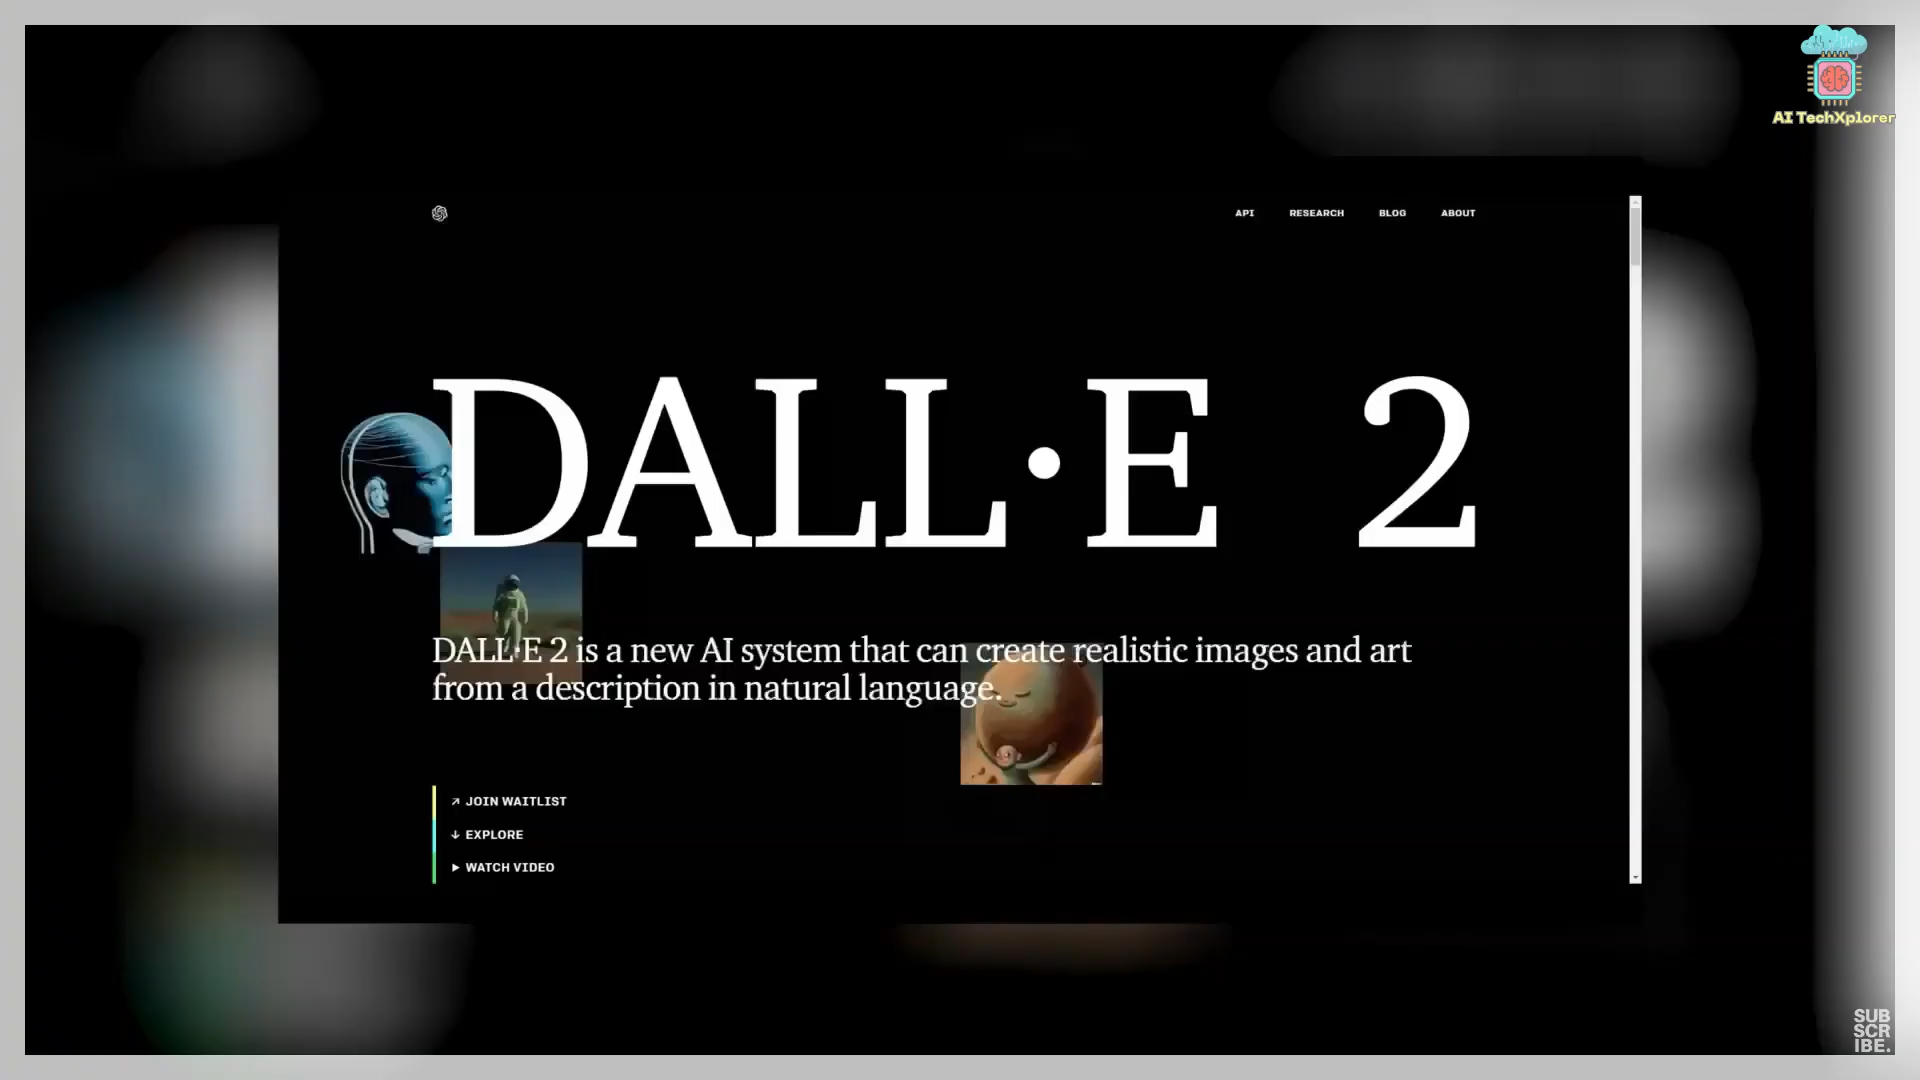 AI TechXplorer
API RESEARCH BLOG ABOUT
DALL·E 2
DALL·E 2 is a new AI system that can create realistic images and art
from a description in natural language.
↗ JOIN WAITLIST
↓ EXPLORE
▶ WATCH VIDEO
SUB
SCR
IBE.